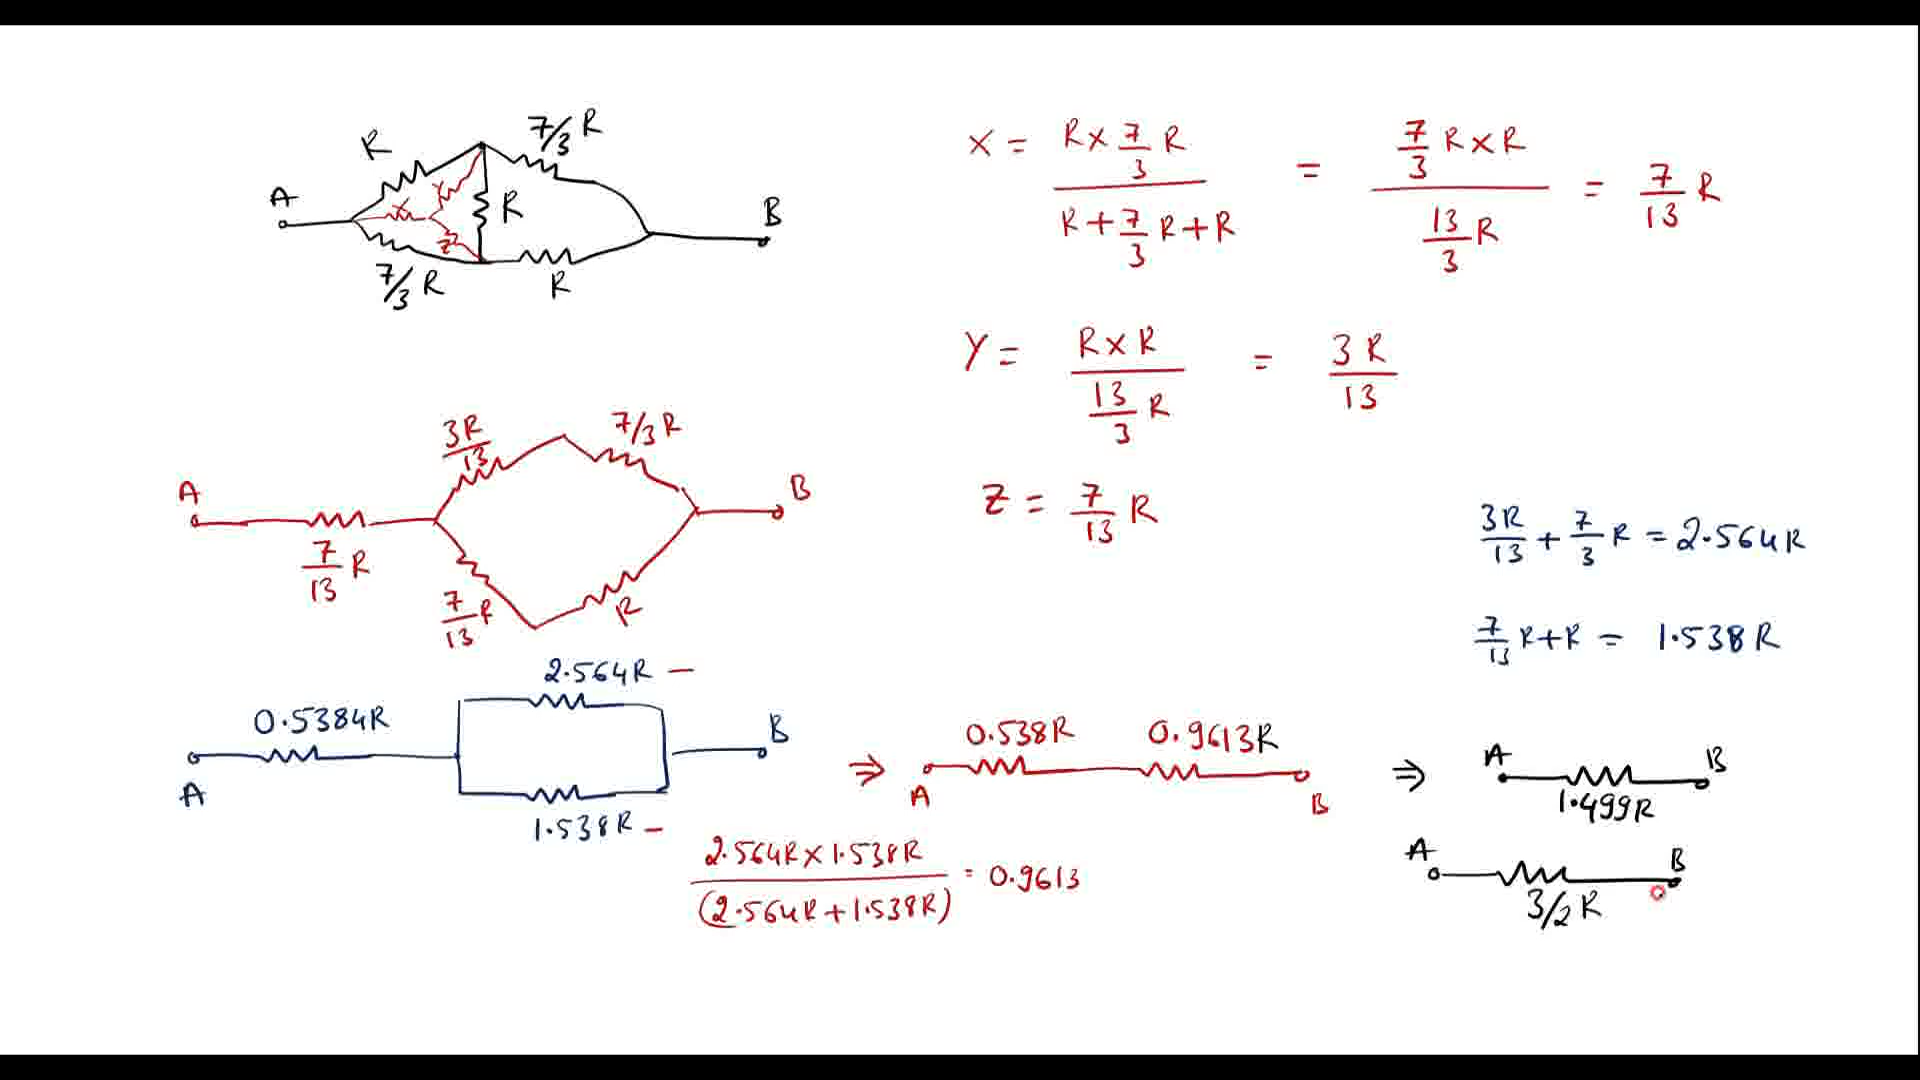 R
7/3 R
A
X
Y
Z
R
B
7/3 R
R
X = (R × 7/3 R) / (R + 7/3 R + R) = (7/3 R × R) / (13/3 R) = 7/13 R
Y = (R × R) / (13/3 R) = 3R/13
Z = 7/13 R
3R/13
7/3 R
A
B
7/13 R
7/13 R
R
3R/13 + 7/3 R = 2.564R
7/13 R + R = 1.538R
2.564R –
0.5384R
B
A
1.538R –
⇒
0.538R
0.9613R
A
B
⇒
A
B
1.499R
(2.564R × 1.538R) / (2.564R + 1.538R) = 0.9613
A
B
3/2 R